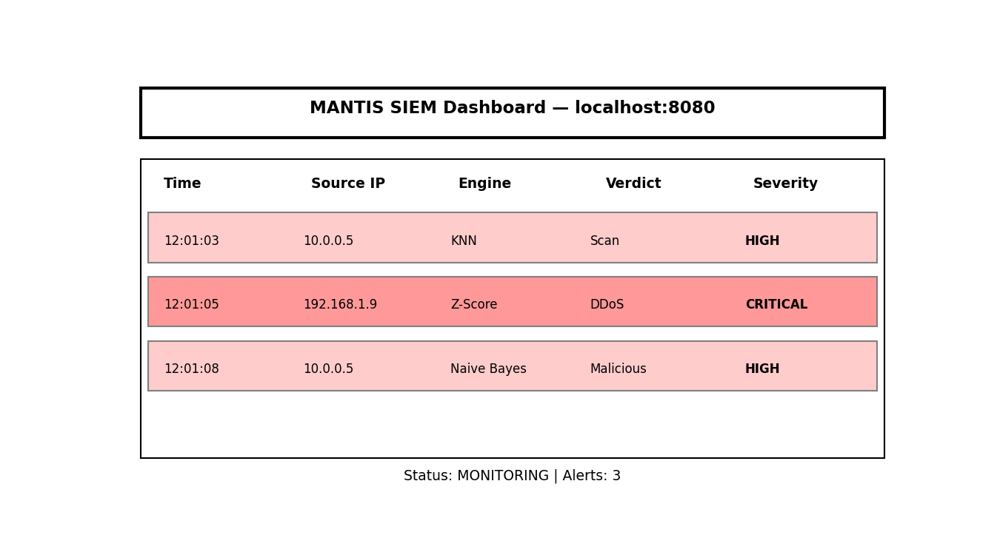 MANTIS SIEM Dashboard — localhost:8080
Time Source IP Engine Verdict Severity
12:01:03 10.0.0.5 KNN Scan HIGH
12:01:05 192.168.1.9 Z-Score DDoS CRITICAL
12:01:08 10.0.0.5 Naive Bayes Malicious HIGH
Status: MONITORING | Alerts: 3